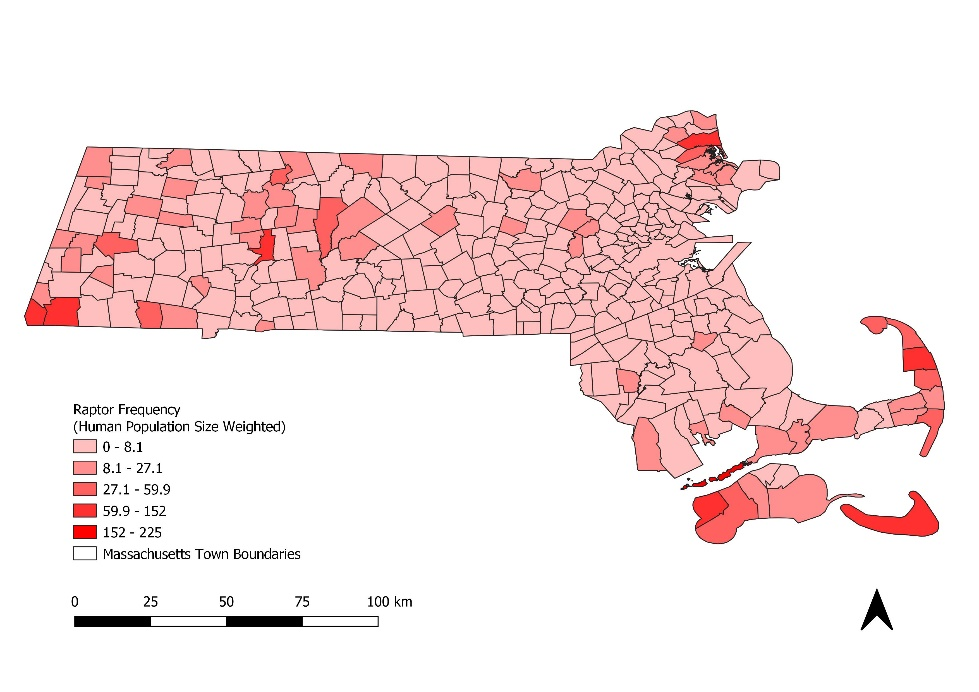 Raptor Frequency
(Human Population Size Weighted)
0 - 8.1
8.1 - 27.1
27.1 - 59.9
59.9 - 152
152 - 225
Massachusetts Town Boundaries
0 25 50 75 100 km